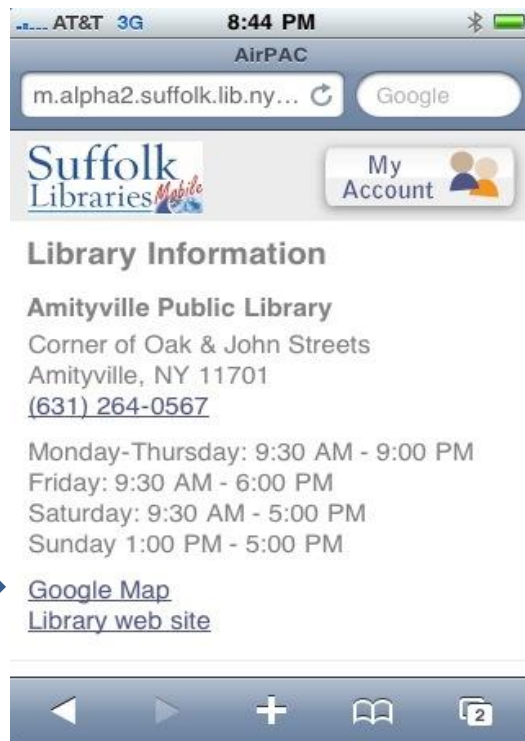 AT&T 3G 8:44 PM
AirPAC
m.alpha2.suffolk.lib.ny... Google
Suffolk
Libraries Mobile
My
Account
Library Information
Amityville Public Library
Corner of Oak & John Streets
Amityville, NY 11701
(631) 264-0567
Monday-Thursday: 9:30 AM - 9:00 PM
Friday: 9:30 AM - 6:00 PM
Saturday: 9:30 AM - 5:00 PM
Sunday 1:00 PM - 5:00 PM
Google Map
Library web site
2